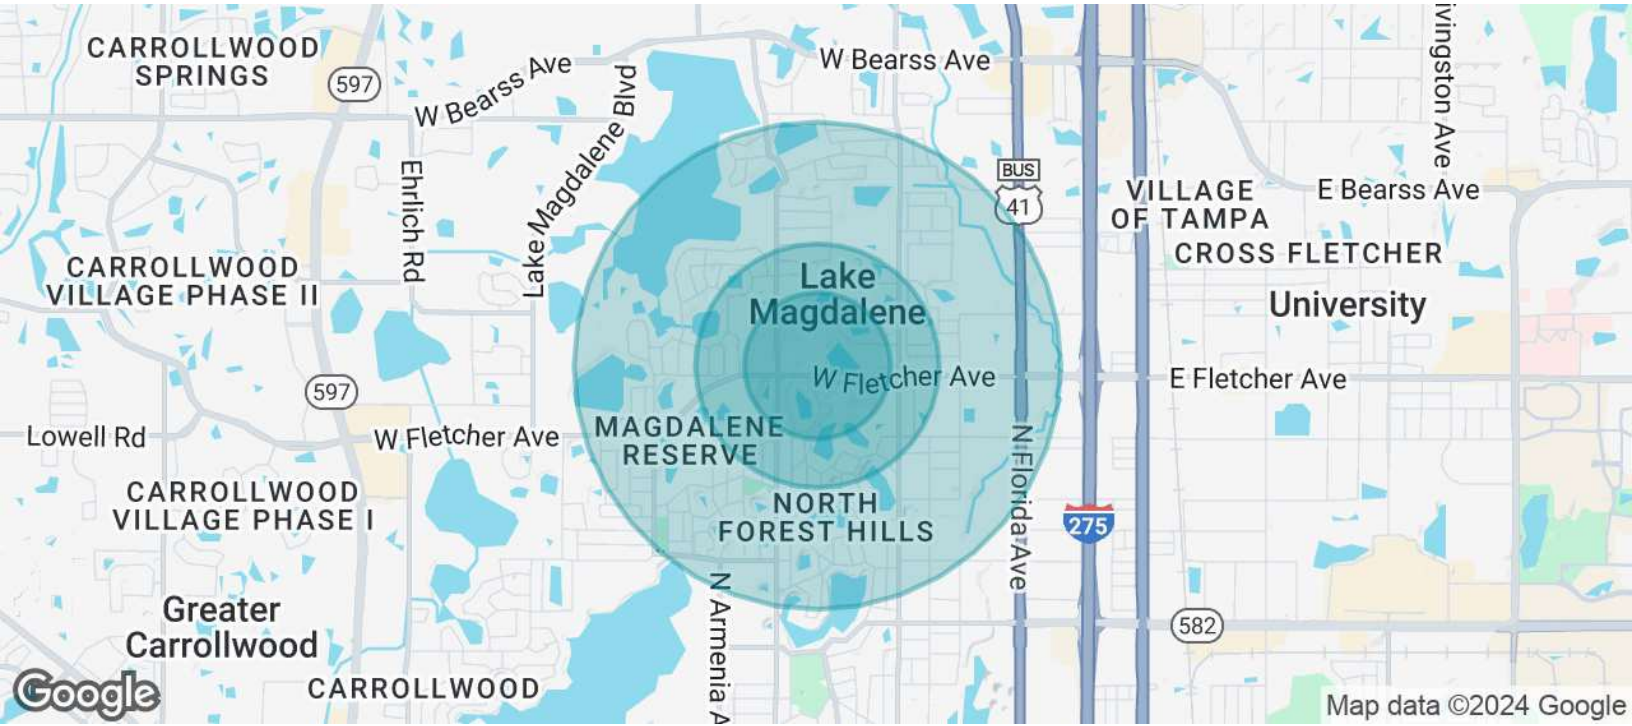 CARROLLWOOD
SPRINGS
597
W Bearss Ave
Lake Magdalene Blvd
W Bearss Ave
Ehrlich Rd
BUS
41
VILLAGE
OF TAMPA
E Bearss Ave
CROSS FLETCHER
University
CARROLLWOOD
VILLAGE PHASE II
Lake
Magdalene
597
W Fletcher Ave
E Fletcher Ave
Lowell Rd
W Fletcher Ave
MAGDALENE
RESERVE
N Florida Ave
CARROLLWOOD
VILLAGE PHASE I
NORTH
FOREST HILLS
275
N Armenia A
582
Greater
Carrollwood
CARROLLWOOD
Google
Map data ©2024 Google